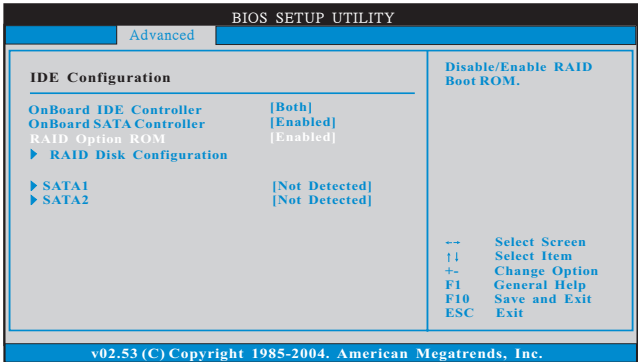 BIOS SETUP UTILITY
Advanced
IDE Configuration
OnBoard IDE Controller [Both]
OnBoard SATA Controller [Enabled]
RAID Option ROM [Enabled]
RAID Disk Configuration
SATA1 [Not Detected]
SATA2 [Not Detected]
Disable/Enable RAID
Boot ROM.
←→ Select Screen
↑↓ Select Item
+- Change Option
F1 General Help
F10 Save and Exit
ESC Exit
v02.53 (C) Copyright 1985-2004. American Megatrends, Inc.